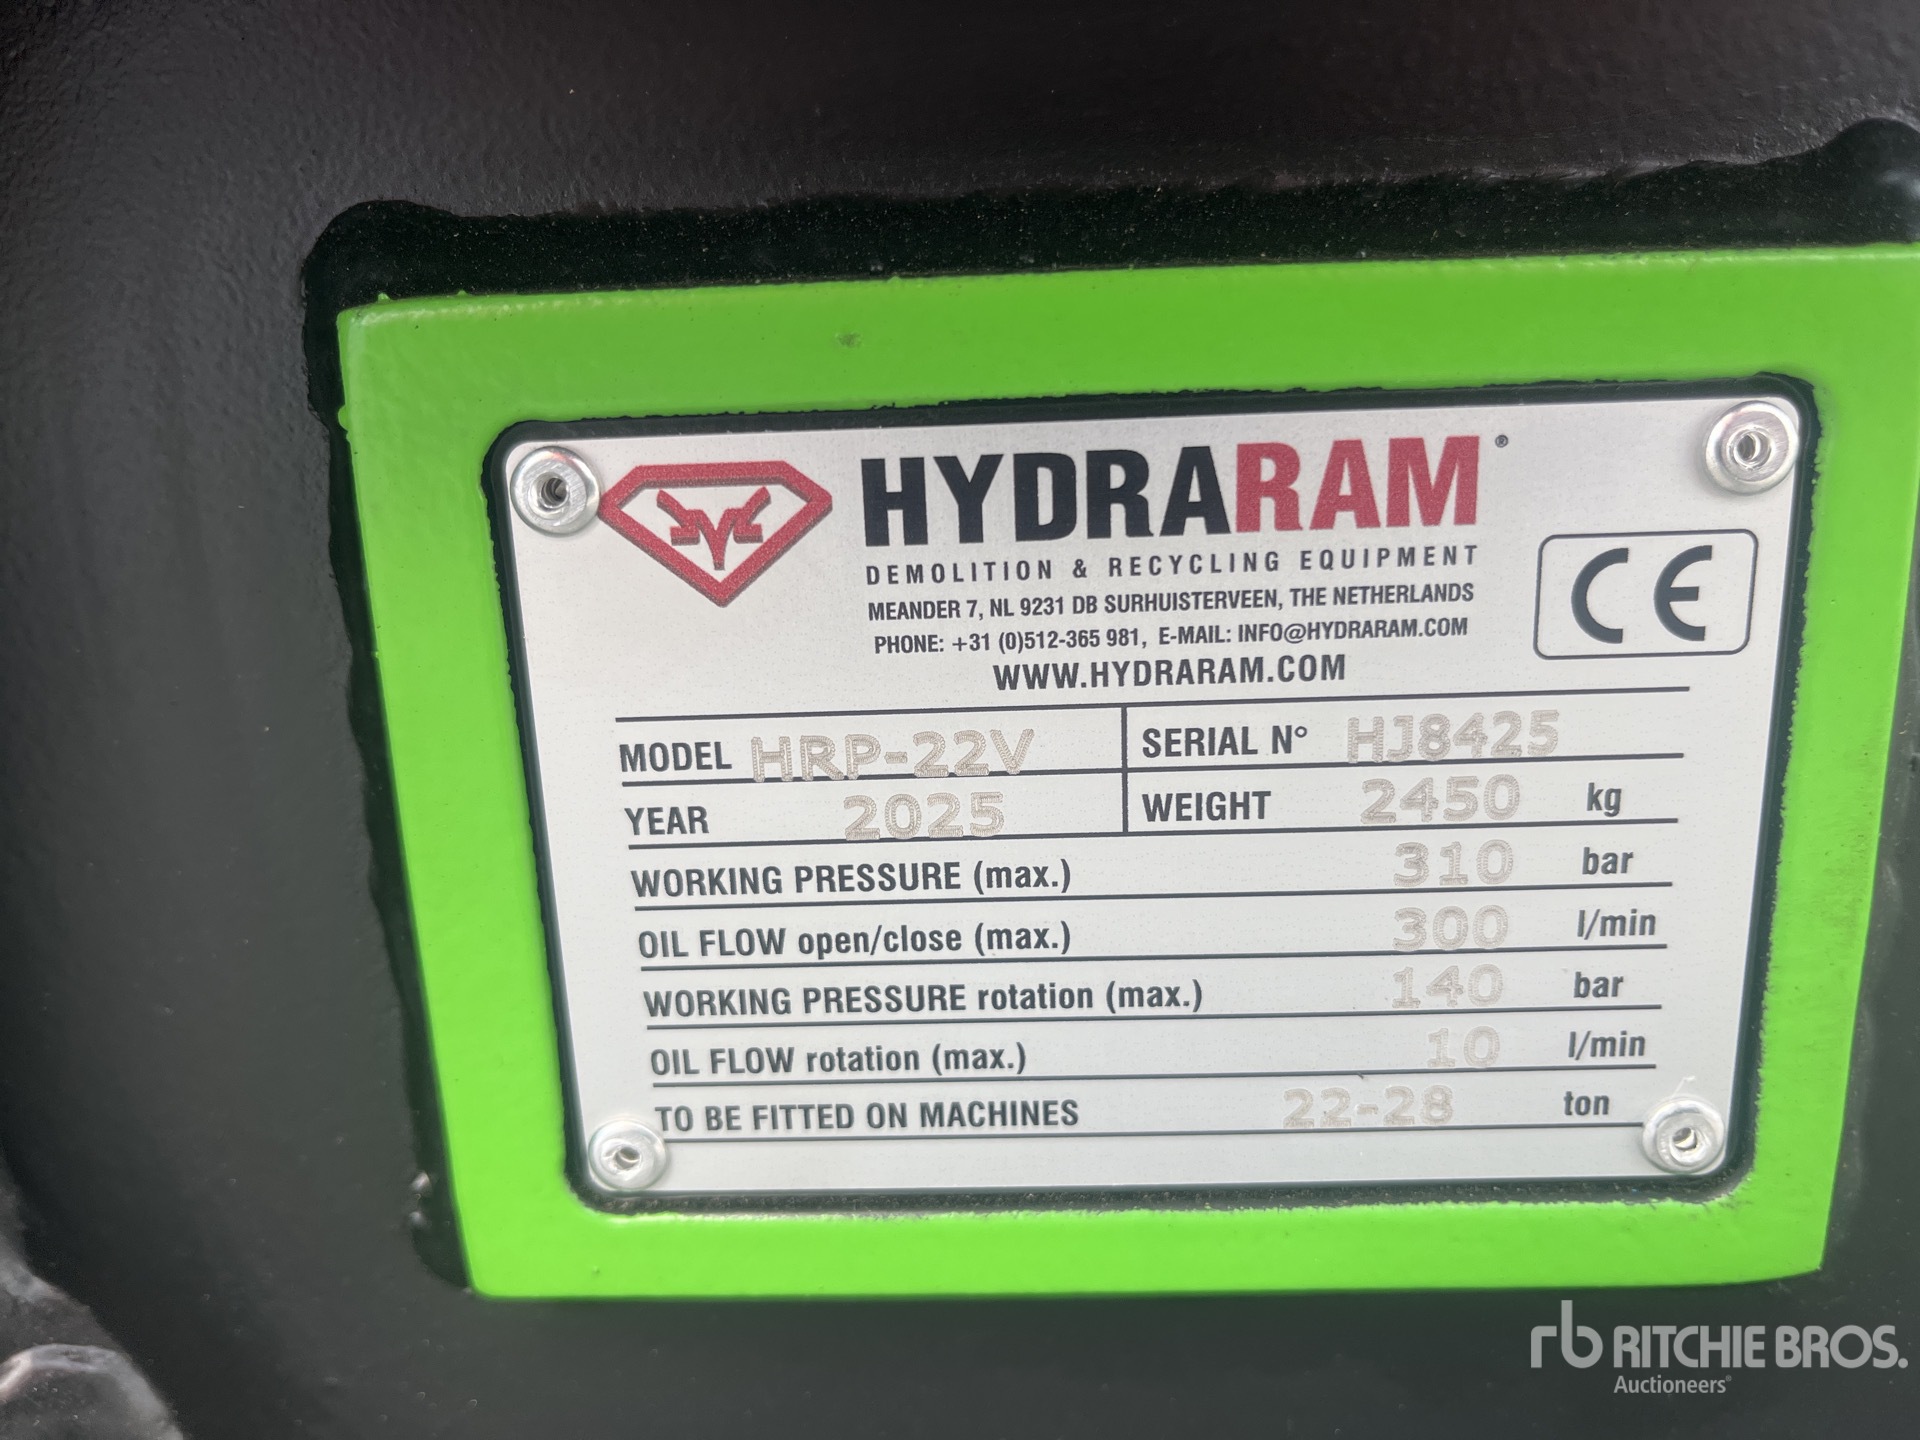 HYDRARAM®
DEMOLITION & RECYCLING EQUIPMENT
MEANDER 7, NL 9231 DB SURHUISTERVEEN, THE NETHERLANDS
PHONE: +31 (0)512-365 981, E-MAIL: INFO@HYDRARAM.COM
WWW.HYDRARAM.COM
CE
MODEL HRP-22V SERIAL N° HJ8425
YEAR 2025 WEIGHT 2450 kg
WORKING PRESSURE (max.) 310 bar
OIL FLOW open/close (max.) 300 l/min
WORKING PRESSURE rotation (max.) 140 bar
OIL FLOW rotation (max.) 10 l/min
TO BE FITTED ON MACHINES 22-28 ton
rb RITCHIE BROS.
Auctioneers®